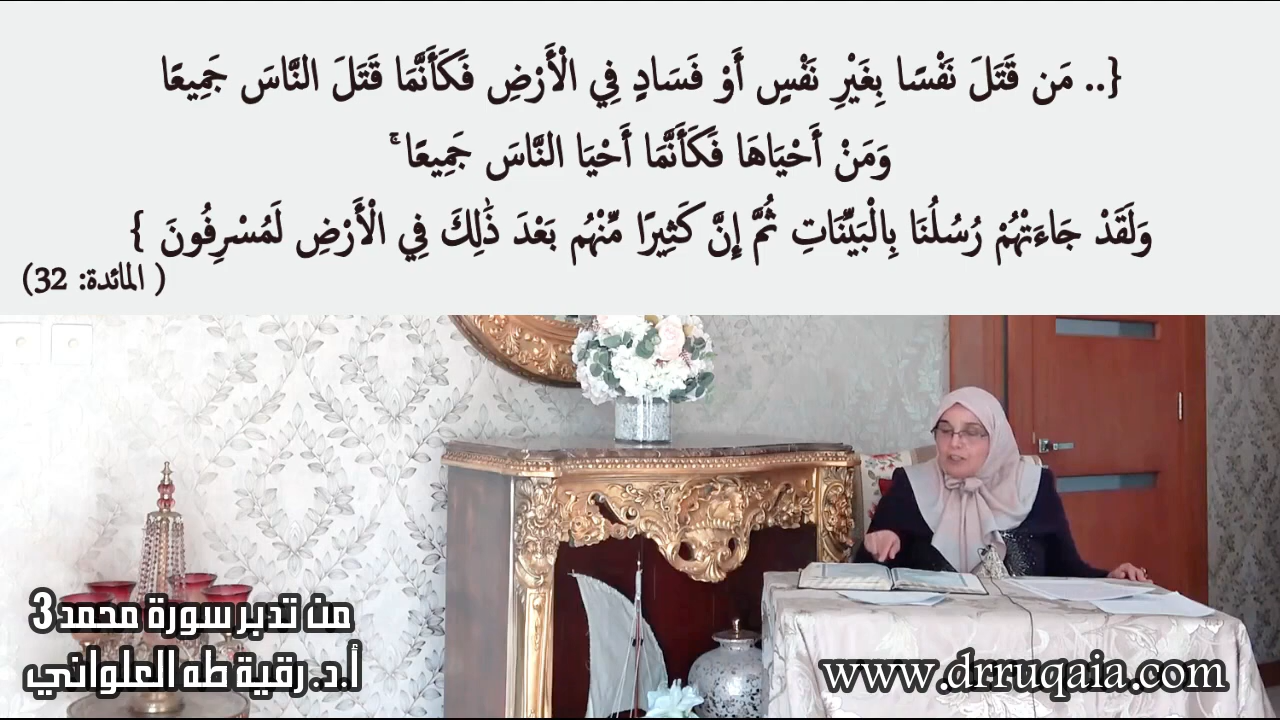 {.. مَن قَتَلَ نَفْسًا بِغَيْرِ نَفْسٍ أَوْ فَسَادٍ فِي الْأَرْضِ فَكَأَنَّمَا قَتَلَ النَّاسَ جَمِيعًا
وَمَنْ أَحْيَاهَا فَكَأَنَّمَا أَحْيَا النَّاسَ جَمِيعًا ۚ
وَلَقَدْ جَاءَتْهُمْ رُسُلُنَا بِالْبَيِّنَاتِ ثُمَّ إِنَّ كَثِيرًا مِّنْهُم بَعْدَ ذَٰلِكَ فِي الْأَرْضِ لَمُسْرِفُونَ }
( المائدة: 32)
من تدبر سورة محمد 3
أ.د. رقية طه العلواني
www.drruqaia.com